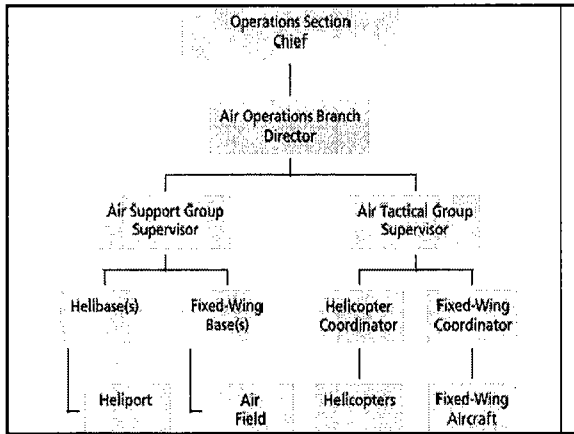 Operations Section
Chief
Air Operations Branch
Director
Air Support Group
Supervisor
Air Tactical Group
Supervisor
Helibase(s)
Fixed-Wing
Base(s)
Helicopter
Coordinator
Fixed-Wing
Coordinator
Heliport
Air
Field
Helicopters
Fixed-Wing
Aircraft